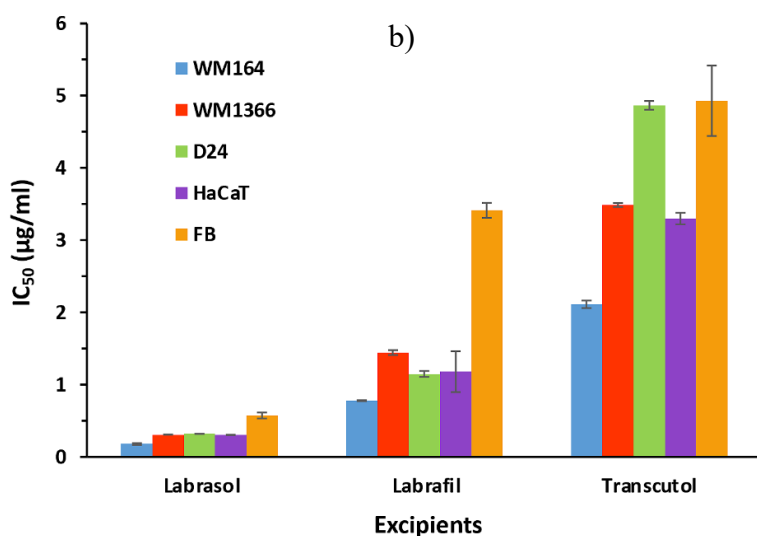 b)
WM164
WM1366
D24
HaCaT
FB
IC₅₀ (µg/ml)
6
5
4
3
2
1
0
Labrasol Labrafil Transcutol
Excipients